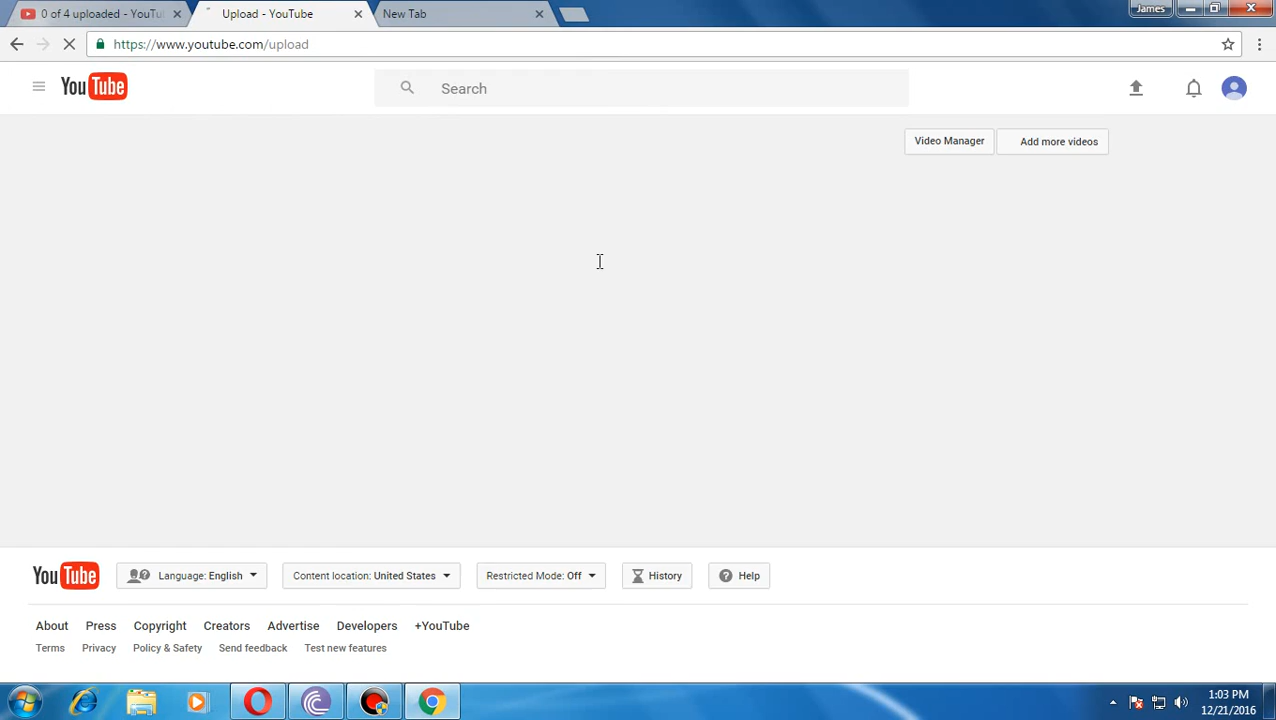 0 of 4 uploaded - YouTu
Upload - YouTube
New Tab
James
https://www.youtube.com/upload
YouTube
Search
Video Manager
Add more videos
YouTube
Language: English
Content location: United States
Restricted Mode: Off
History
Help
About Press Copyright Creators Advertise Developers +YouTube
Terms Privacy Policy & Safety Send feedback Test new features
1:03 PM
12/21/2016